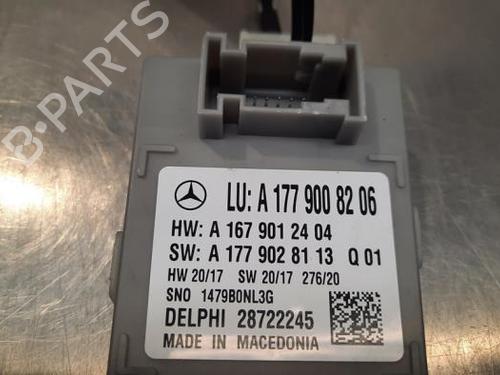 B-PARTS
LU: A 177 900 82 06
HW: A 167 901 24 04
SW: A 177 902 81 13 Q 01
HW 20/17 SW 20/17 276/20
SNO 1479B0NL3G
DELPHI 28722245
MADE IN MACEDONIA